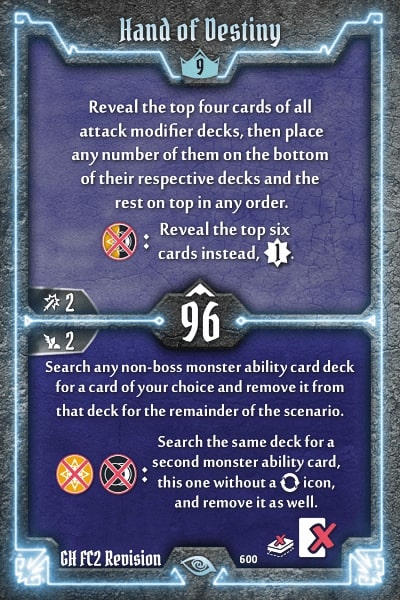 Hand of Destiny
9
Reveal the top four cards of all
attack modifier decks, then place
any number of them on the bottom
of their respective decks and the
rest on top in any order.
: Reveal the top six
cards instead, 1.
2
96
2
Search any non-boss monster ability card deck
for a card of your choice and remove it from
that deck for the remainder of the scenario.
Search the same deck for a
second monster ability card,
: this one without a icon,
and remove it as well.
GH FC2 Revision
600